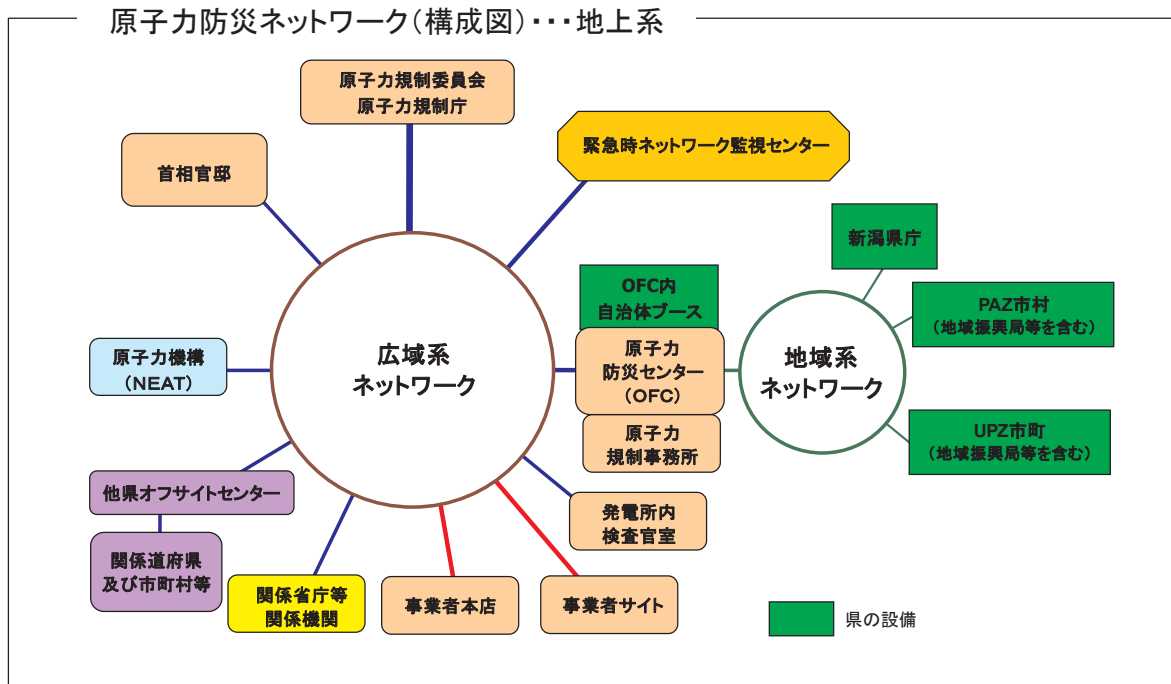 原子力防災ネットワーク(構成図)・・・地上系
原子力規制委員会
原子力規制庁
緊急時ネットワーク監視センター
首相官邸
新潟県庁
OFC内
自治体ブース
PAZ市村
(地域振興局等を含む)
原子力機構
(NEAT)
広域系
ネットワーク
原子力
防災センター
(OFC)
地域系
ネットワーク
原子力
規制事務所
UPZ市町
(地域振興局等を含む)
他県オフサイトセンター
発電所内
検査官室
関係道府県
及び市町村等
関係省庁等
関係機関
事業者本店
事業者サイト
県の設備